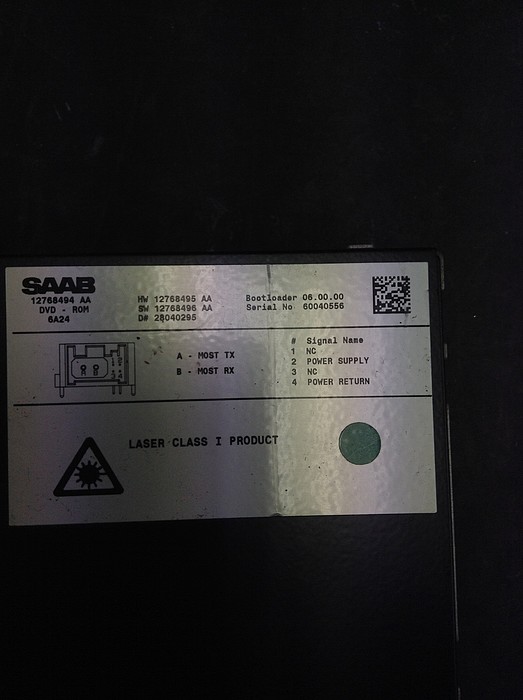 SAAB
12768494 AA
DVD - ROM
6A24
HW 12768495 AA
SW 12768496 AA
D# 28040295
Bootloader 06.00.00
Serial No 60040556
A - MOST TX
B - MOST RX
# Signal Name
1 NC
2 POWER SUPPLY
3 NC
4 POWER RETURN
LASER CLASS I PRODUCT